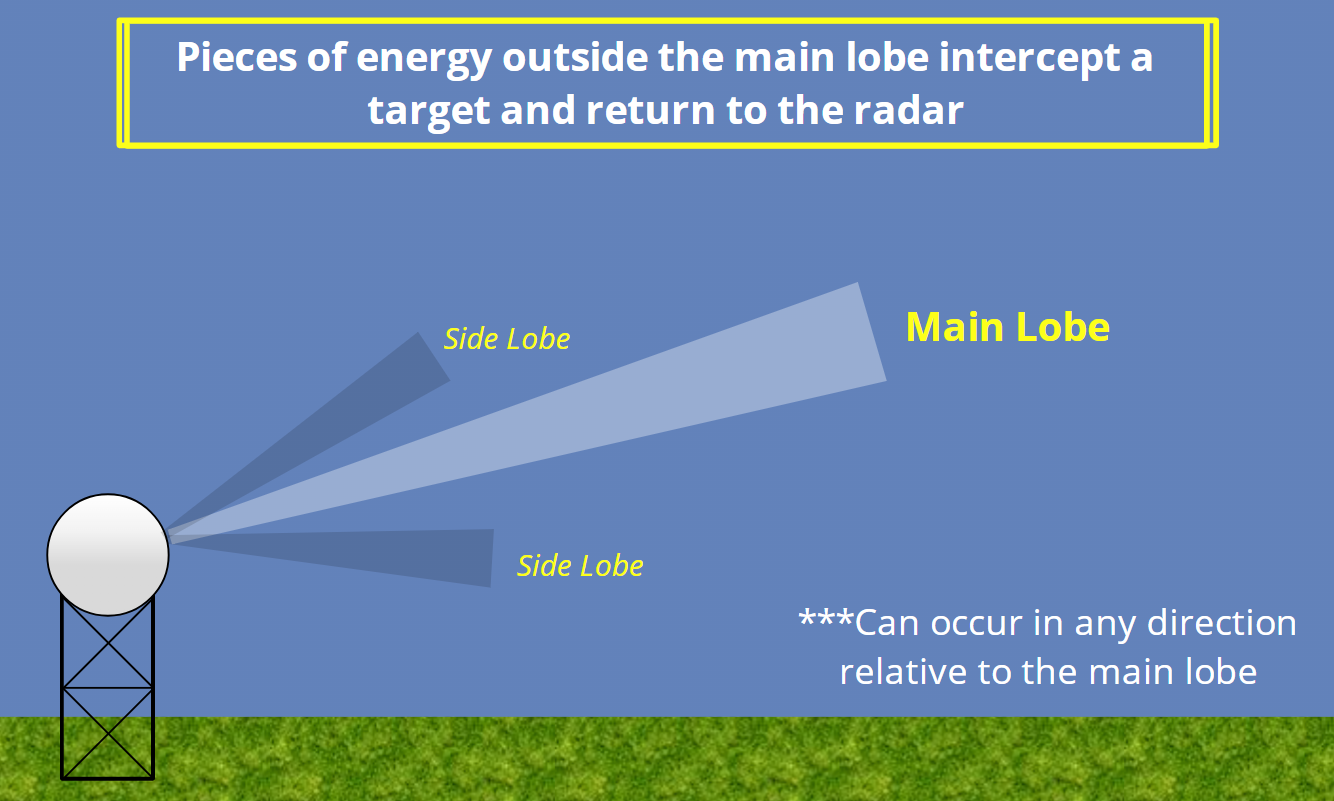 Pieces of energy outside the main lobe intercept a
target and return to the radar
Main Lobe
Side Lobe
Side Lobe
***Can occur in any direction
relative to the main lobe